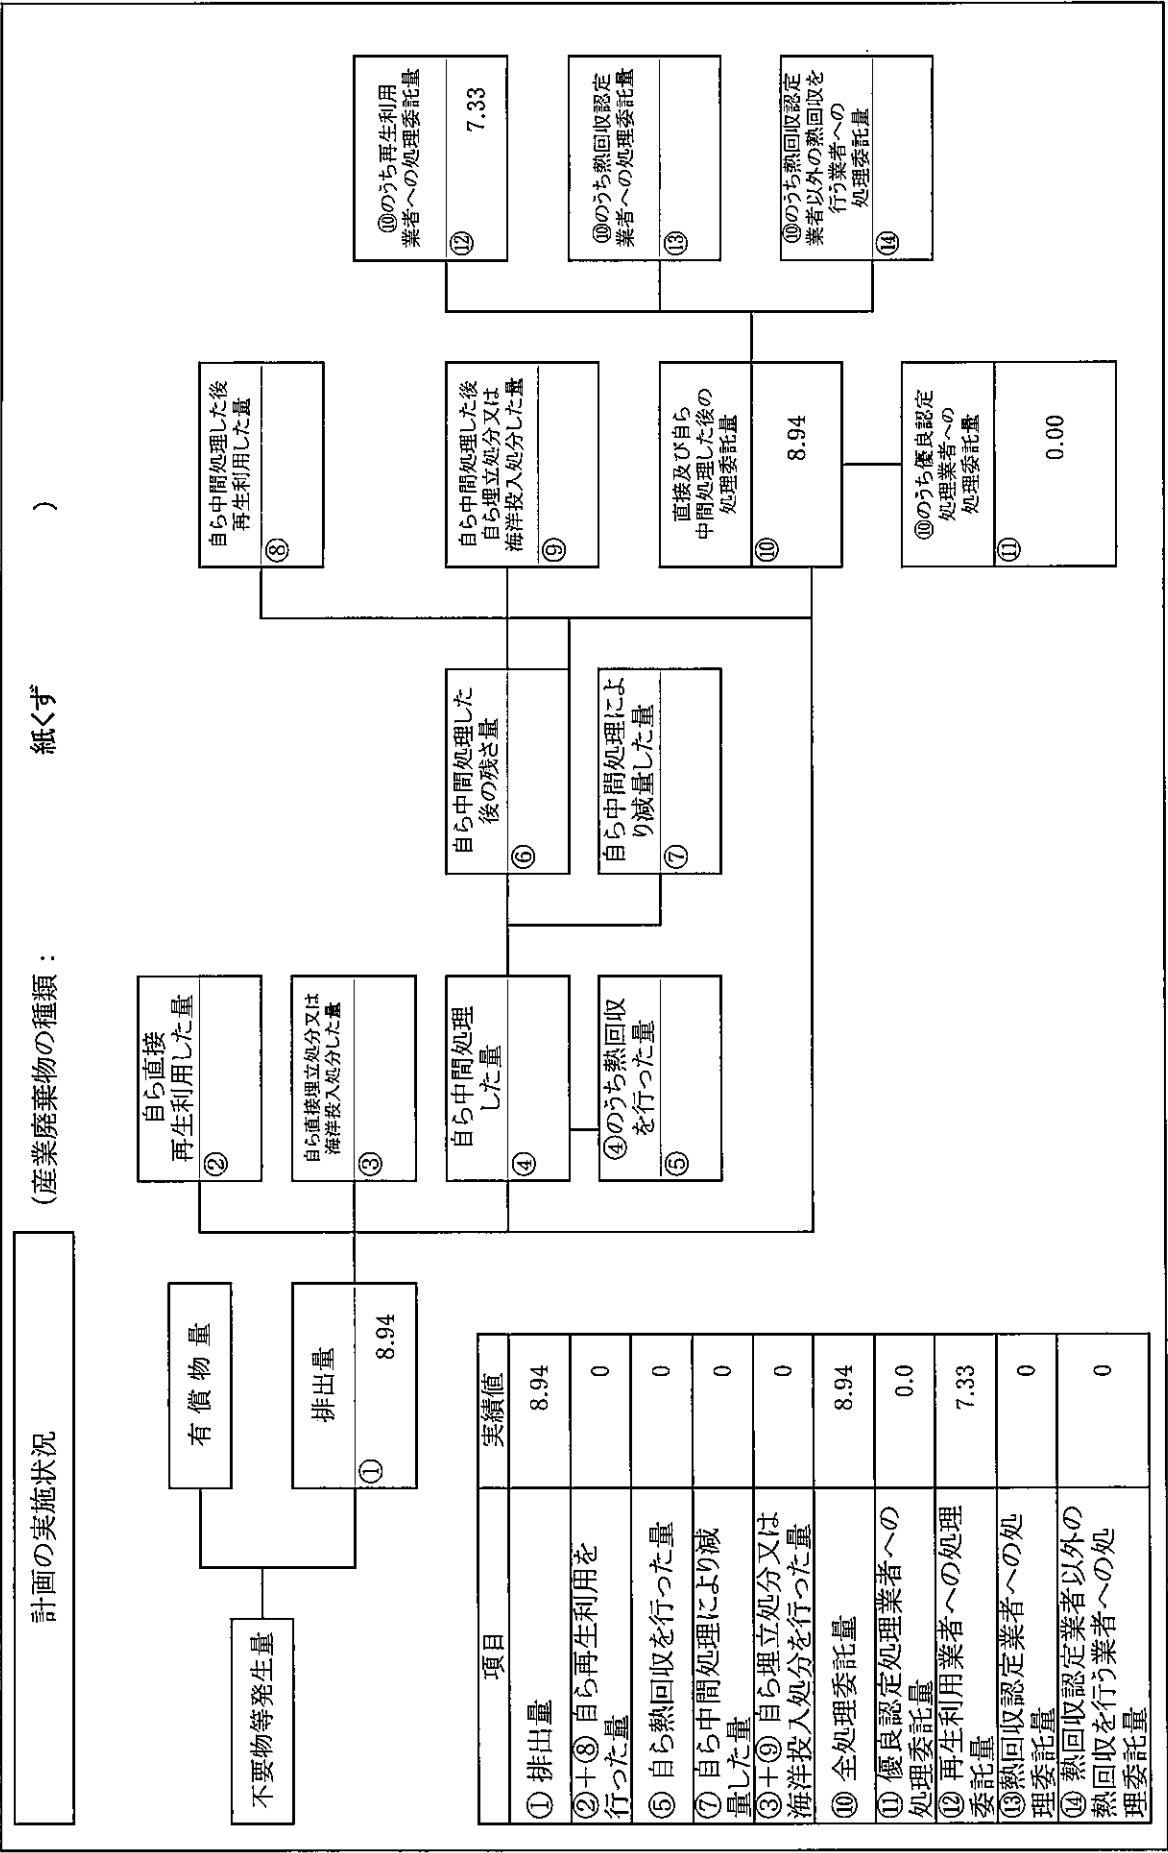 計画の実施状況
(産業廃棄物の種類：
紙くず
)
不要物等発生量
有 償 物 量
排出量
①
8.94
自ら直接
再生利用した量
②
自ら直接埋立処分又は
海洋投入処分した量
③
自ら中間処理
した量
④
④のうち熱回収
を行った量
⑤
自ら中間処理した
後の残さ量
⑥
自ら中間処理によ
り減量した量
⑦
自ら中間処理した後
再生利用した量
⑧
自ら中間処理した後
自ら埋立処分又は
海洋投入処分した量
⑨
直接及び自ら
中間処理した後の
処理委託量
⑩
8.94
⑩のうち優良認定
処理業者への
処理委託量
⑪
0.00
⑩のうち再生利用
業者への処理委託量
⑫
7.33
⑩のうち熱回収認定
業者への処理委託量
⑬
⑩のうち熱回収認定
業者以外の熱回収を
行う業者への
処理委託量
⑭
項目
実績値
① 排出量
8.94
②+⑧ 自ら再生利用を
行った量
0
⑤ 自ら熱回収を行った量
0
⑦ 自ら中間処理により減
量した量
0
③+⑨ 自ら埋立処分又は
海洋投入処分を行った量
0
⑩ 全処理委託量
8.94
⑪ 優良認定処理業者への
処理委託量
0.0
⑫ 再生利用業者への処理
委託量
7.33
⑬熱回収認定業者への処
理委託量
0
⑭ 熱回収認定業者以外の
熱回収を行う業者への処
理委託量
0